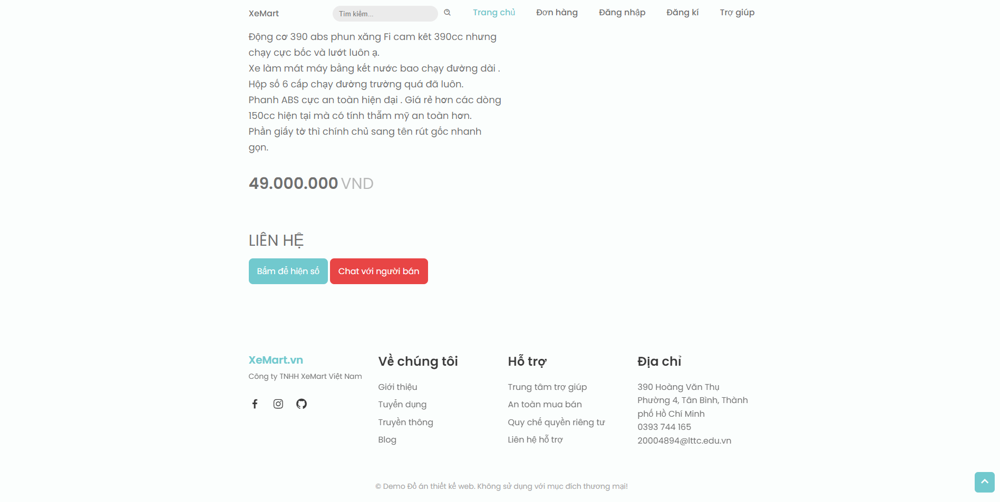 XeMart
Tìm kiếm...
Trang chủ
Đơn hàng
Đăng nhập
Đăng kí
Trợ giúp
Động cơ 390 abs phun xăng Fi cam kêt 390cc nhưng
chạy cực bốc và lướt luôn ạ.
Xe làm mát máy bằng kết nước bao chạy đường dài .
Hộp số 6 cấp chạy đường trường quá đã luôn.
Phanh ABS cực an toàn hiện đại . Giá rẻ hơn các dòng
150cc hiện tại mà có tính thẩm mỹ an toàn hơn.
Phần giấy tờ thì chính chủ sang tên rút gốc nhanh
gọn.
49.000.000 VND
LIÊN HỆ
Bấm để hiện số
Chat với người bán
XeMart.vn
Công ty TNHH XeMart Việt Nam
Về chúng tôi
Giới thiệu
Tuyển dụng
Truyền thông
Blog
Hỗ trợ
Trung tâm trợ giúp
An toàn mua bán
Quy chế quyền riêng tư
Liên hệ hỗ trợ
Địa chỉ
390 Hoàng Văn Thụ
Phường 4, Tân Bình, Thành
phố Hồ Chí Minh
0393 744 165
20004894@lttc.edu.vn
© Demo Đồ án thiết kế web. Không sử dụng với mục đích thương mại!